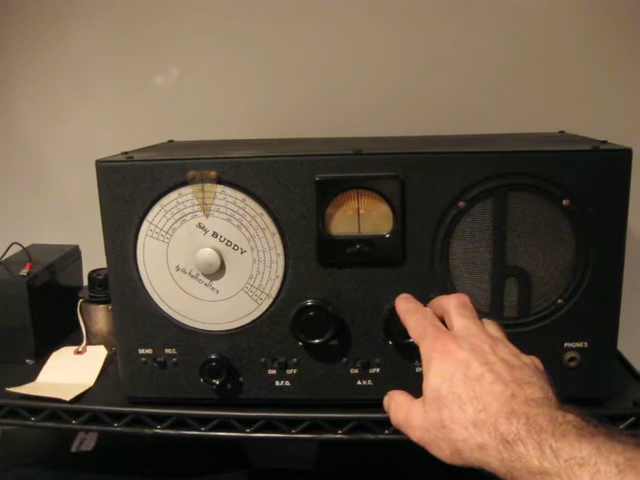 Sky BUDDY
by the hallicrafters
h
SEND REC.
ON OFF
B.F.O.
ON OFF
A.V.C.
PHONES